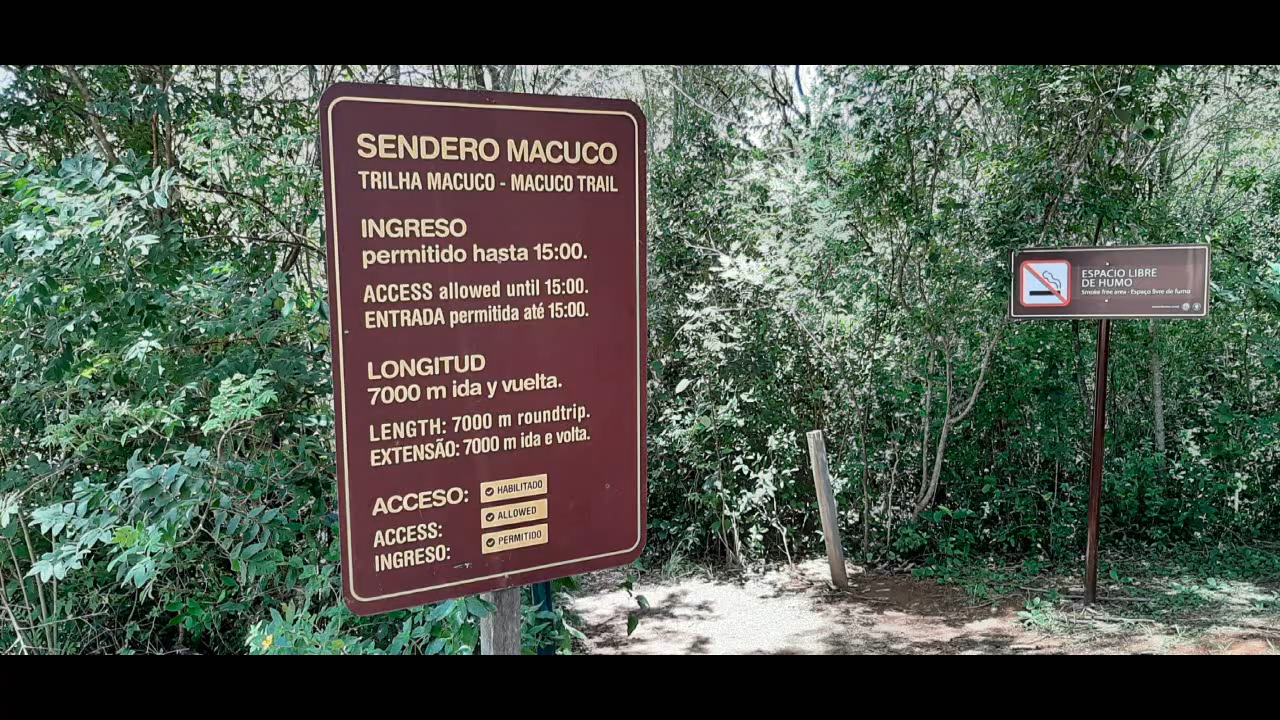 SENDERO MACUCO
TRILHA MACUCO - MACUCO TRAIL
INGRESO
permitido hasta 15:00.
ACCESS allowed until 15:00.
ENTRADA permitida até 15:00.
LONGITUD
7000 m ida y vuelta.
LENGTH: 7000 m roundtrip.
EXTENSÃO: 7000 m ida e volta.
ACCESO: HABILITADO
ACCESS: ALLOWED
INGRESO: PERMITIDO
ESPACIO LIBRE
DE HUMO
Smoke free area - Espaço livre de fumo